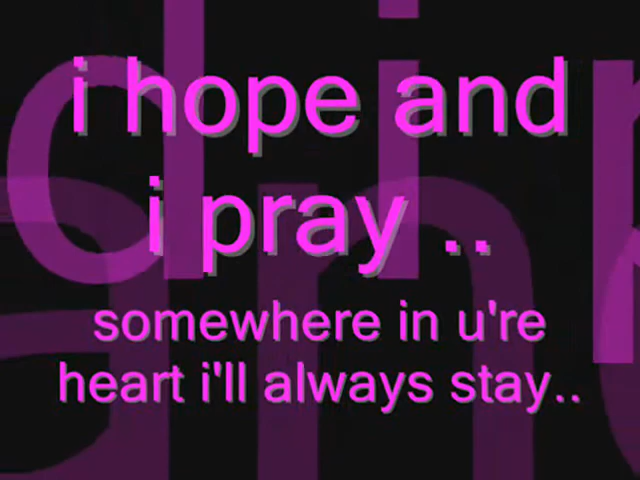 i hope and
i pray ..
somewhere in u're
heart i'll always stay..